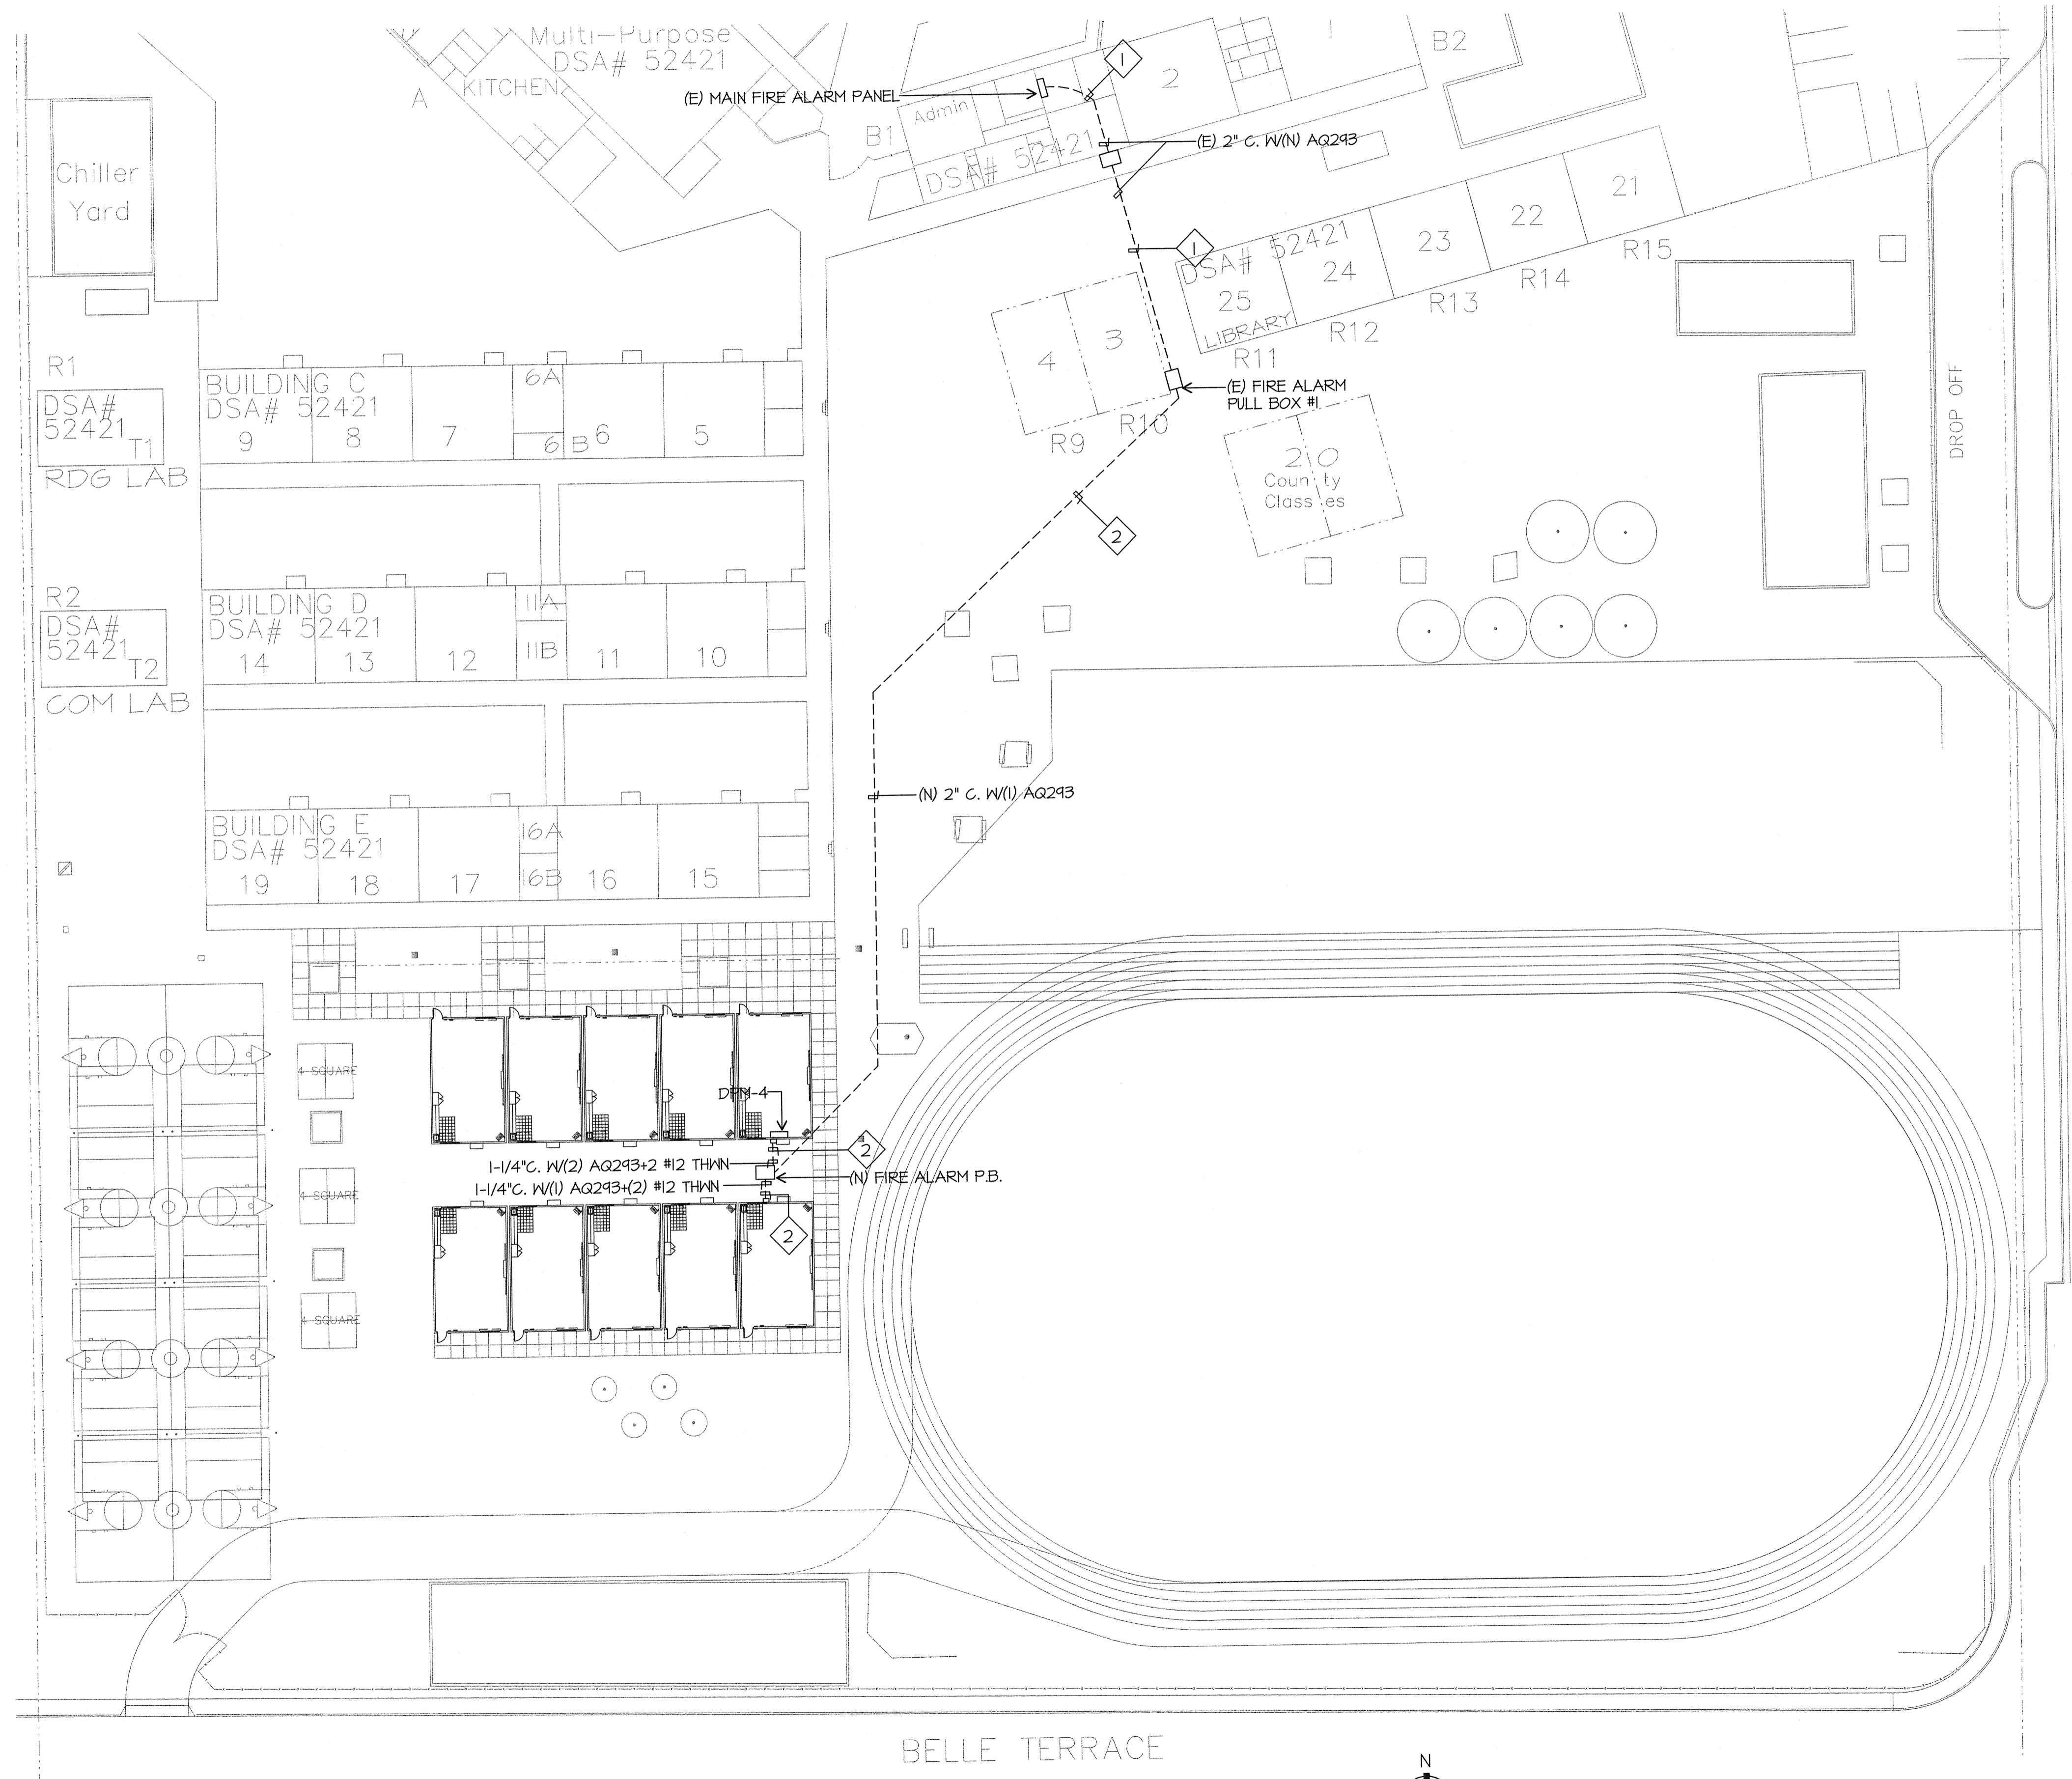 Multi-Purpose
DSA# 52421
KITCHEN
A
B1
Admin
DSA# 52421
1
2
1
B2
(E) MAIN FIRE ALARM PANEL
(E) 2" C. W/(N) AQ293
Chiller
Yard
1
DSA# 52421
25
LIBRARY
24
23
22
21
R11
R12
R13
R14
R15
4
3
R9
R10
(E) FIRE ALARM
PULL BOX #1
20
County
Classes
DROP OFF
R1
DSA#
52421
T1
RDG LAB
BUILDING C
DSA# 52421
9
8
7
6A
6B
6
5
2
R2
DSA#
52421
T2
COM LAB
BUILDING D
DSA# 52421
14
13
12
11A
11B
11
10
(N) 2" C. W/(1) AQ293
BUILDING E
DSA# 52421
19
18
17
16A
16B
16
15
4 SQUARE
4 SQUARE
4 SQUARE
DPM-4
2
1-1/4"C. W/(2) AQ293+2 #12 THWN
1-1/4"C. W/(1) AQ293+(2) #12 THWN
(N) FIRE ALARM P.B.
2
BELLE TERRACE
N